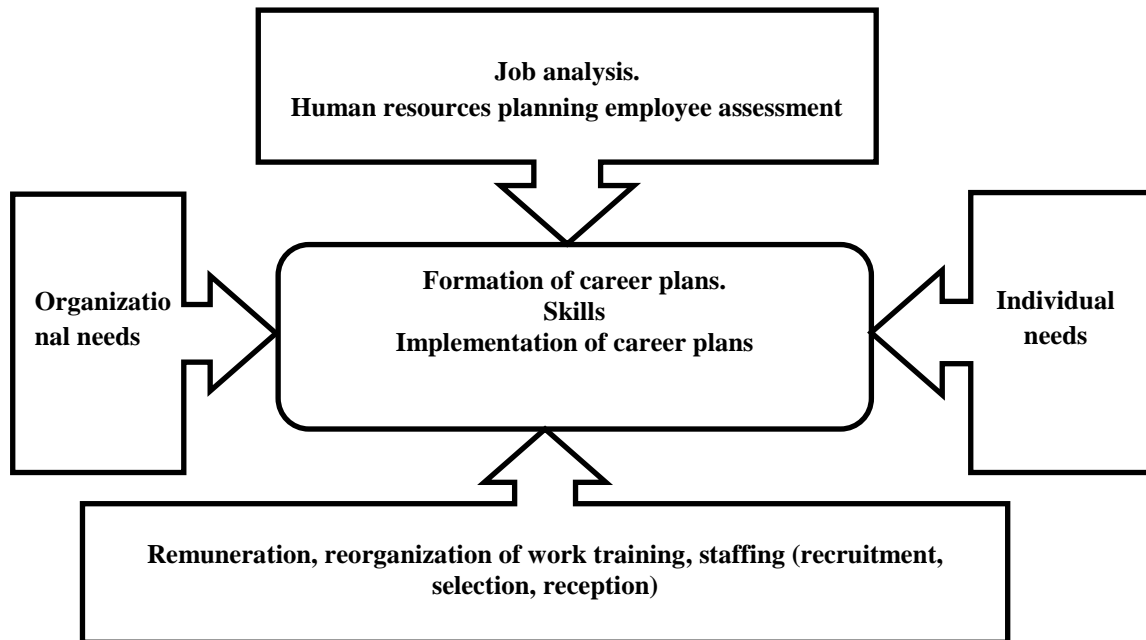 Job analysis.
Human resources planning employee assessment
Organizatio
nal needs
Formation of career plans.
Skills
Implementation of career plans
Individual
needs
Remuneration, reorganization of work training, staffing (recruitment,
selection, reception)